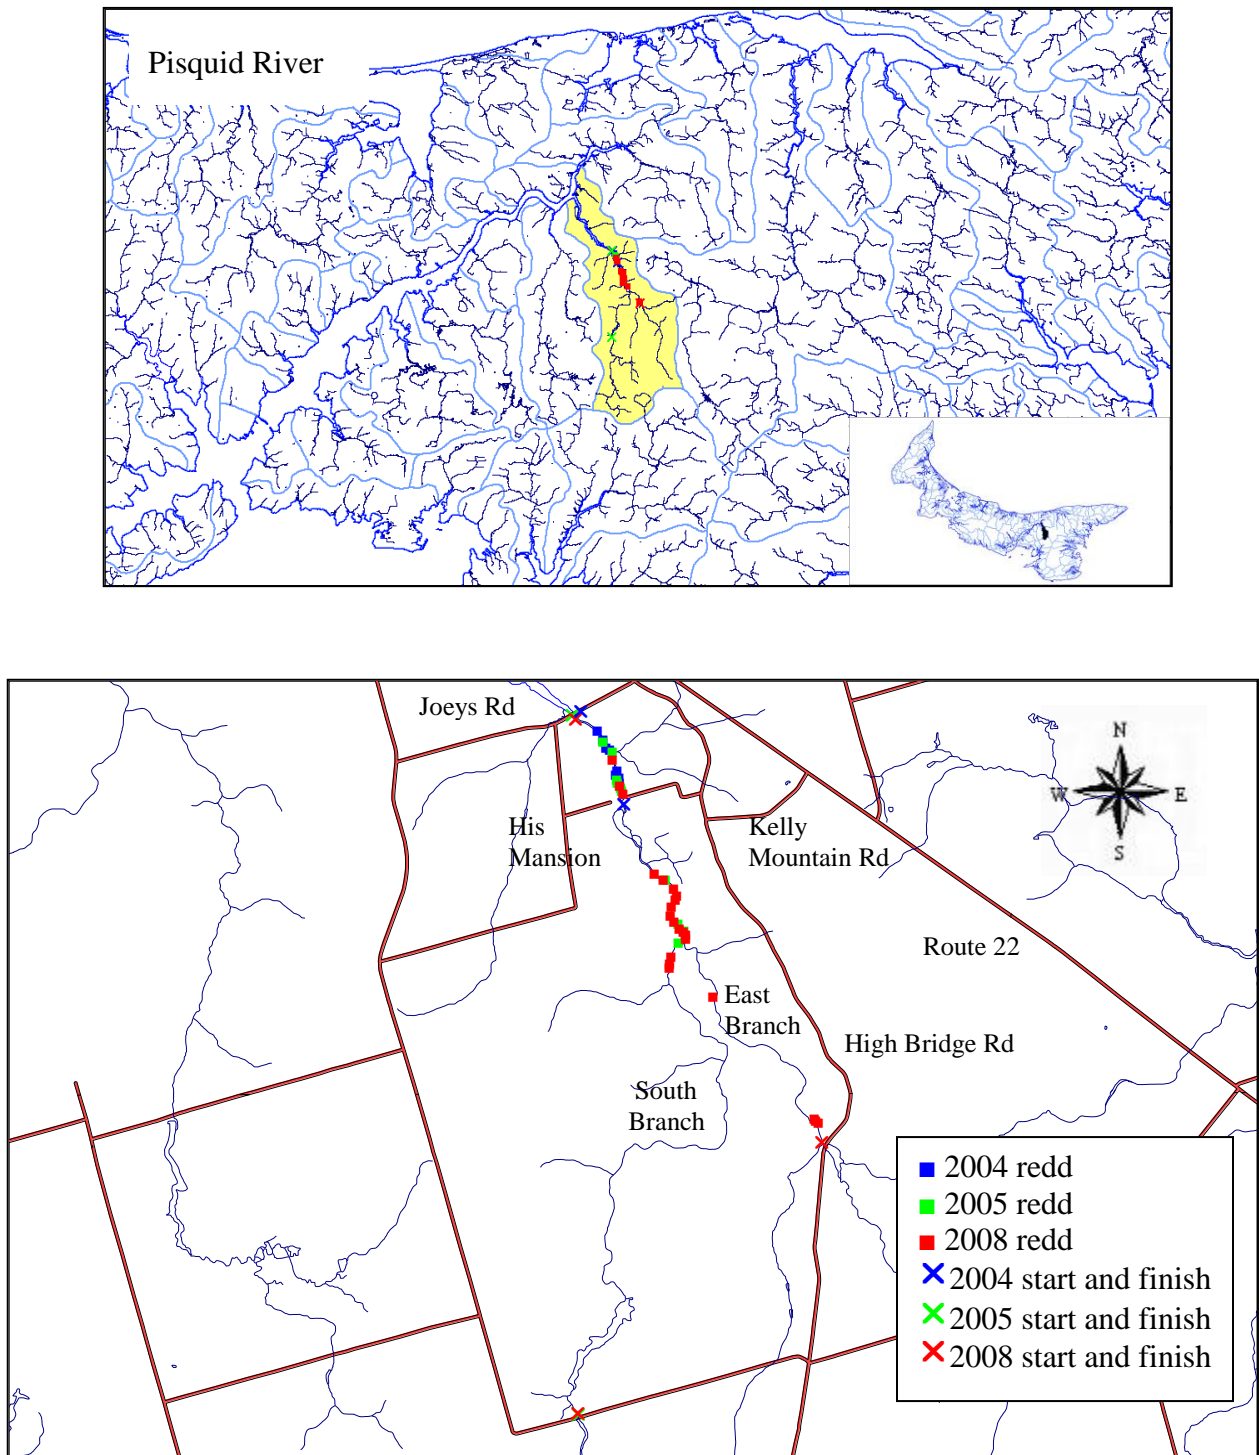 Pisquid River
Joeys Rd
N
W
E
S
His
Mansion
Kelly
Mountain Rd
Route 22
East
Branch
High Bridge Rd
South
Branch
2004 redd
2005 redd
2008 redd
2004 start and finish
2005 start and finish
2008 start and finish